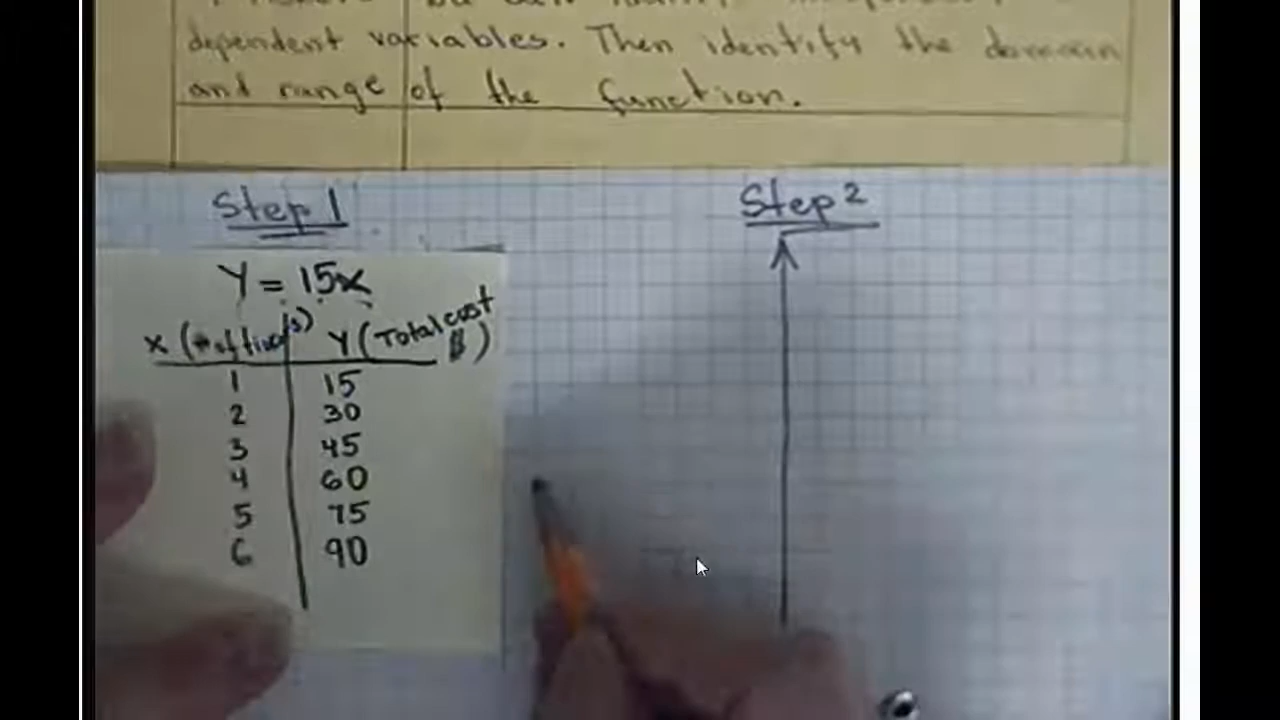 dependent variables. Then identify the domain
and range of the function.
Step 1
Step 2
Y = 15x
x (# of tix/s) Y (Total cost
$)
1 15
2 30
3 45
4 60
5 75
6 90